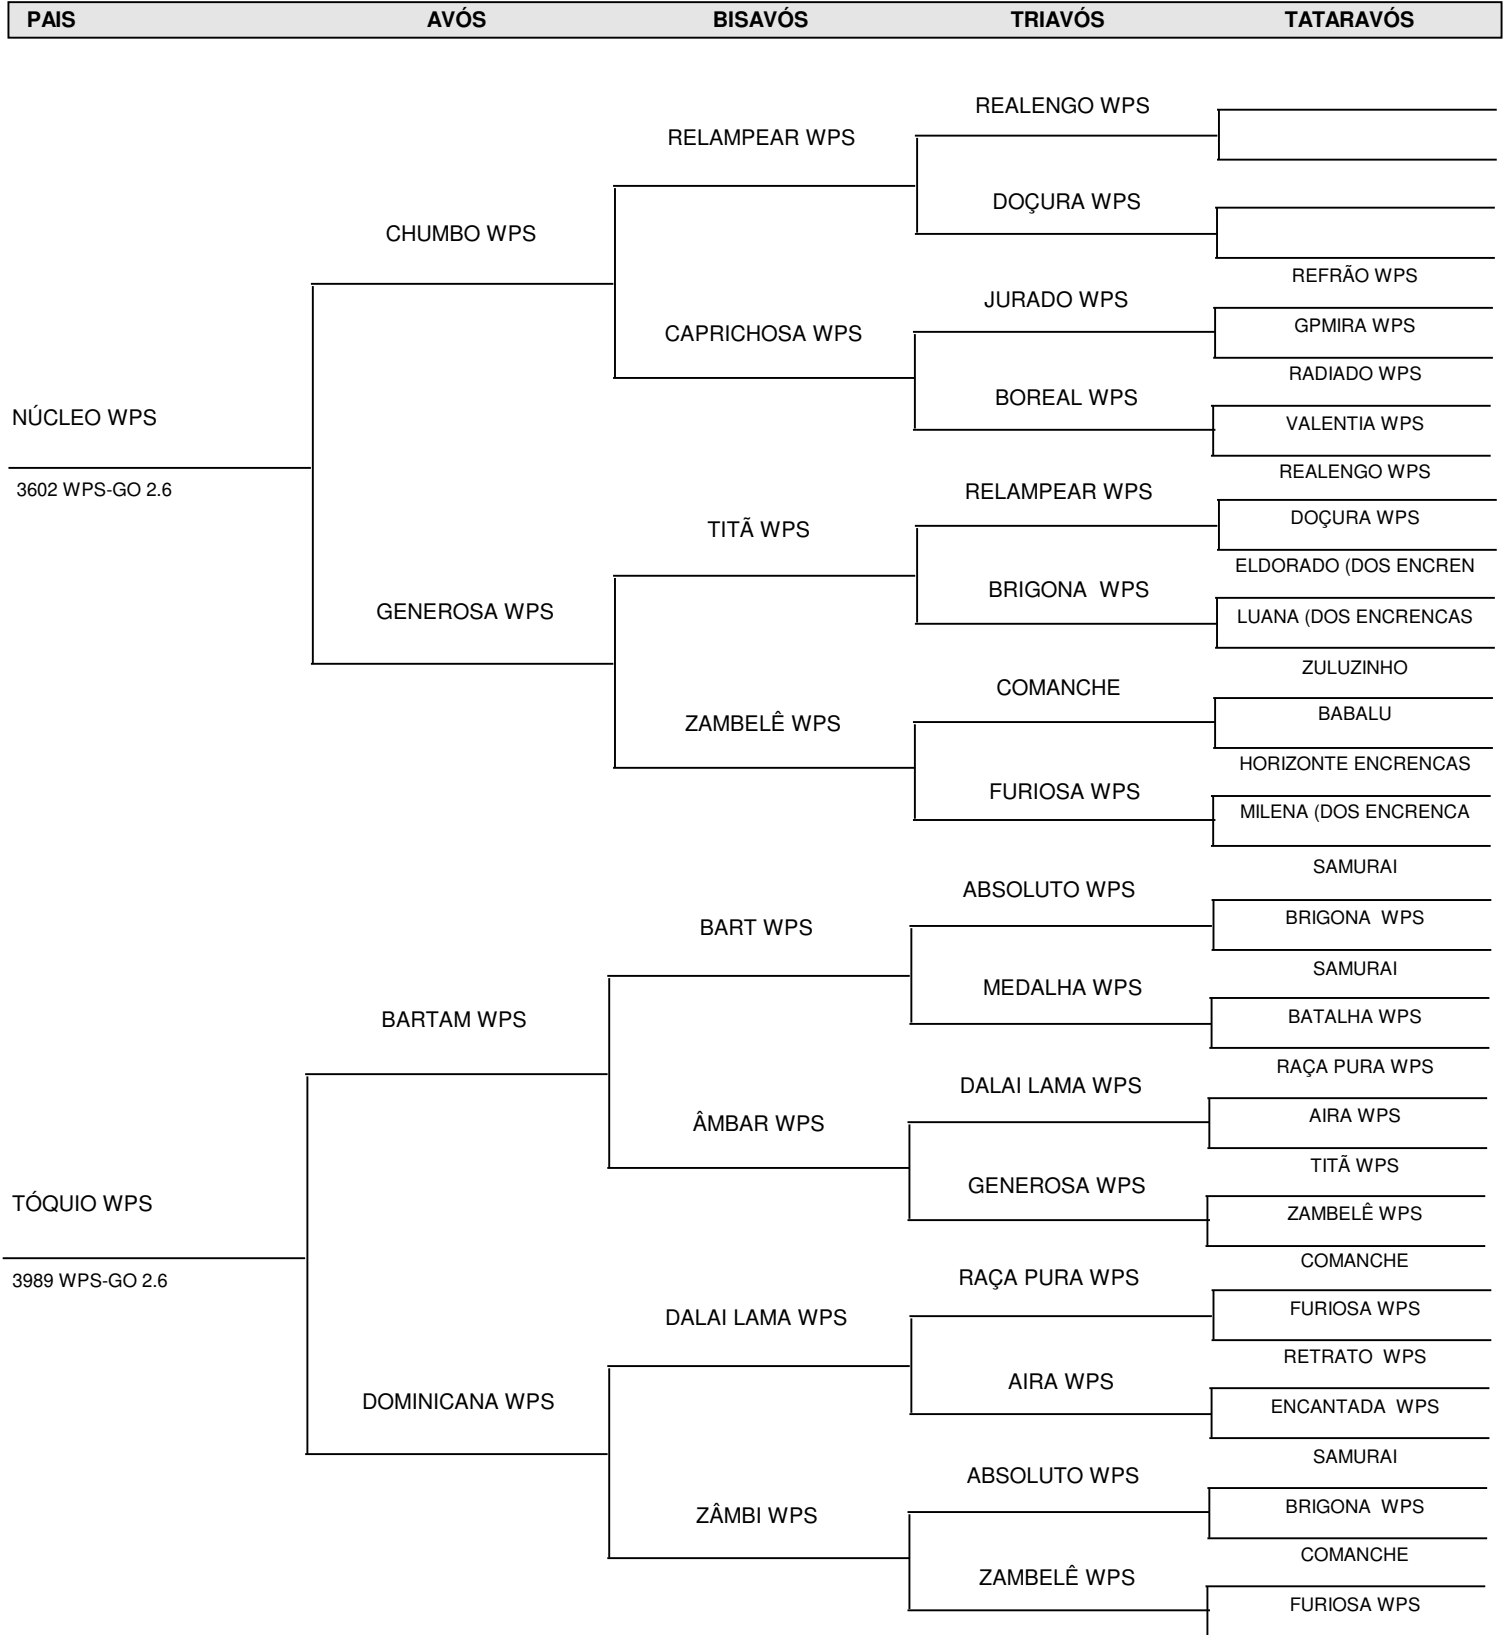 PAIS AVÓS BISAVÓS TRIAVÓS TATARAVÓS
REALENGO WPS
RELAMPEAR WPS
DOÇURA WPS
CHUMBO WPS
REFRÃO WPS
JURADO WPS
GPMIRA WPS
CAPRICHOSA WPS
RADIADO WPS
BOREAL WPS
NÚCLEO WPS
VALENTIA WPS
REALENGO WPS
3602 WPS-GO 2.6
RELAMPEAR WPS
DOÇURA WPS
TITÃ WPS
ELDORADO (DOS ENCREN
BRIGONA  WPS
GENEROSA WPS
LUANA (DOS ENCRENCAS
ZULUZINHO
COMANCHE
BABALU
ZAMBELÊ WPS
HORIZONTE ENCRENCAS
FURIOSA WPS
MILENA (DOS ENCRENCA
SAMURAI
ABSOLUTO WPS
BRIGONA  WPS
BART WPS
SAMURAI
MEDALHA WPS
BATALHA WPS
BARTAM WPS
RAÇA PURA WPS
DALAI LAMA WPS
AIRA WPS
ÂMBAR WPS
TITÃ WPS
GENEROSA WPS
TÓQUIO WPS
ZAMBELÊ WPS
COMANCHE
3989 WPS-GO 2.6
RAÇA PURA WPS
FURIOSA WPS
DALAI LAMA WPS
RETRATO  WPS
AIRA WPS
DOMINICANA WPS
ENCANTADA  WPS
SAMURAI
ABSOLUTO WPS
BRIGONA  WPS
ZÂMBI WPS
COMANCHE
ZAMBELÊ WPS
FURIOSA WPS